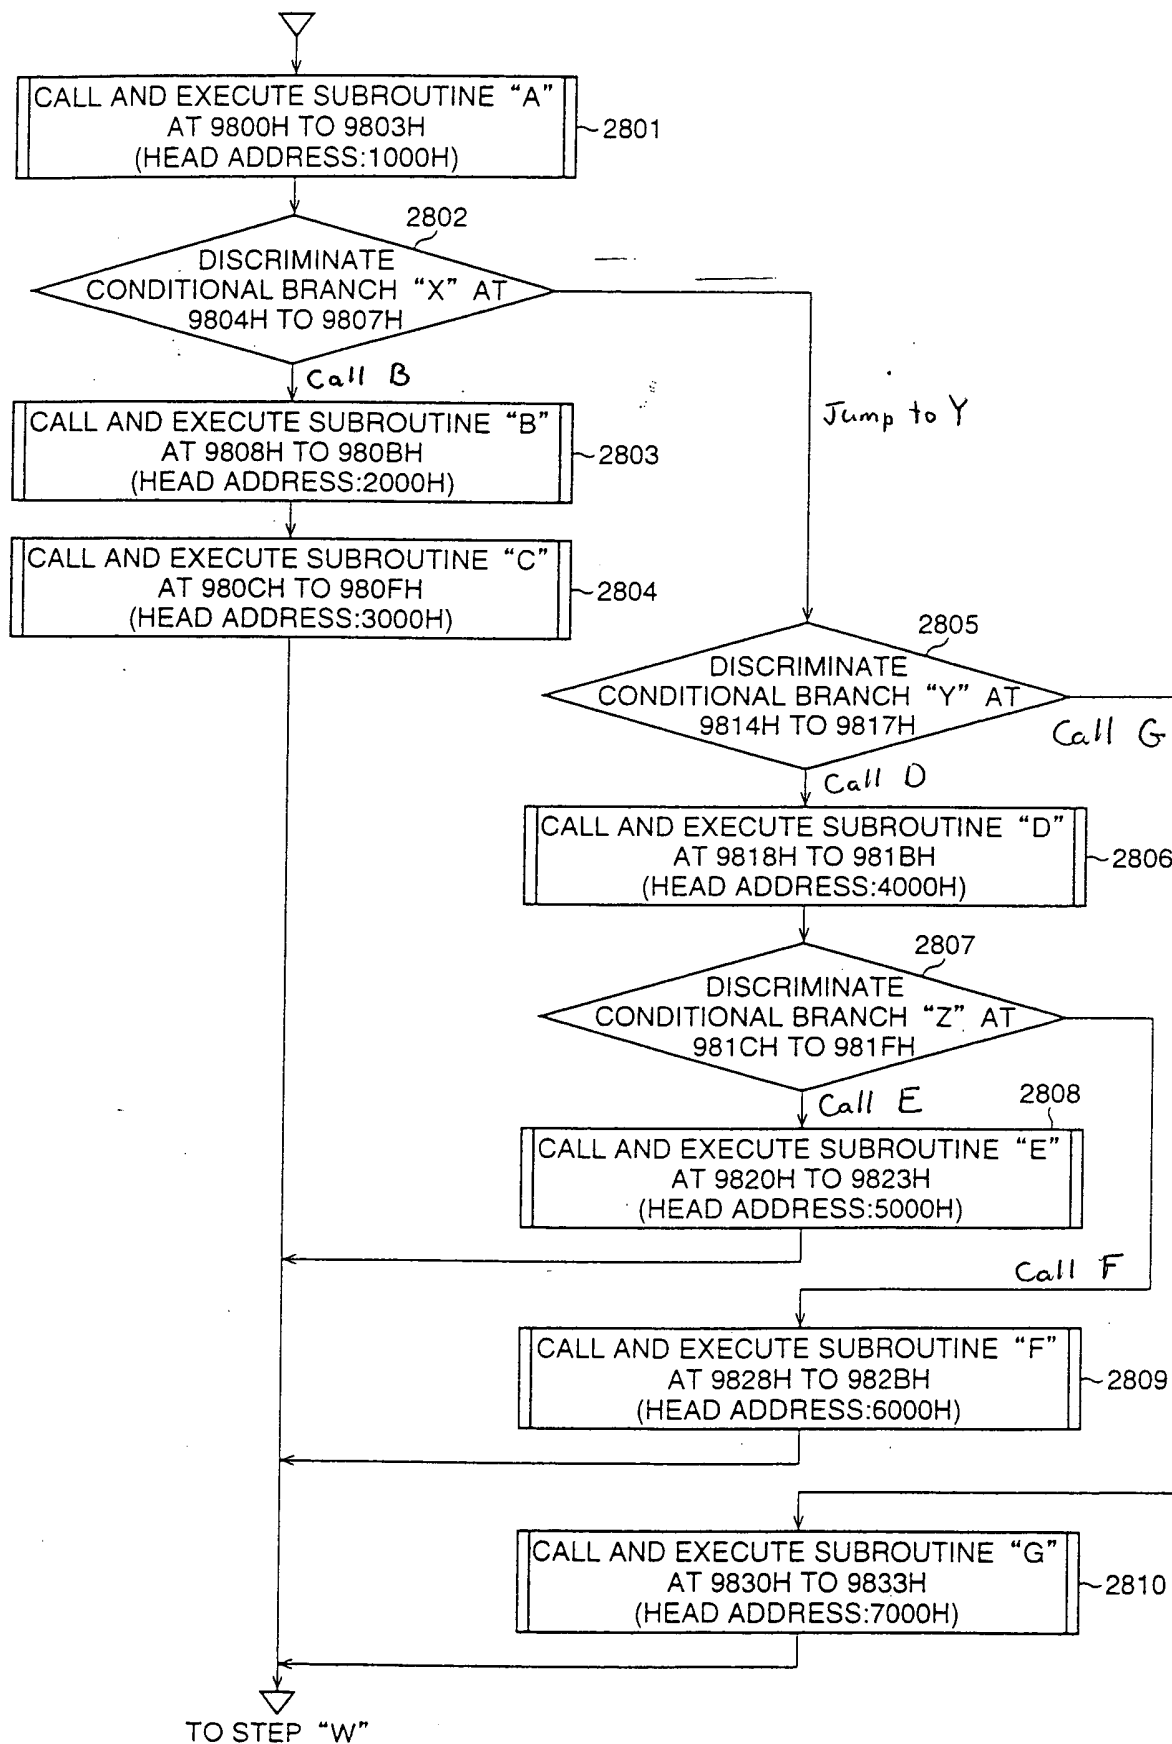 CALL AND EXECUTE SUBROUTINE “A”
AT 9800H TO 9803H
(HEAD ADDRESS:1000H)
2801
2802
DISCRIMINATE
CONDITIONAL BRANCH “X” AT
9804H TO 9807H
Call B
Jump to Y
CALL AND EXECUTE SUBROUTINE “B”
AT 9808H TO 980BH
(HEAD ADDRESS:2000H)
2803
CALL AND EXECUTE SUBROUTINE “C”
AT 980CH TO 980FH
(HEAD ADDRESS:3000H)
2804
2805
DISCRIMINATE
CONDITIONAL BRANCH “Y” AT
9814H TO 9817H
Call G
Call D
CALL AND EXECUTE SUBROUTINE “D”
AT 9818H TO 981BH
(HEAD ADDRESS:4000H)
2806
2807
DISCRIMINATE
CONDITIONAL BRANCH “Z” AT
981CH TO 981FH
Call E
2808
CALL AND EXECUTE SUBROUTINE “E”
AT 9820H TO 9823H
(HEAD ADDRESS:5000H)
Call F
CALL AND EXECUTE SUBROUTINE “F”
AT 9828H TO 982BH
(HEAD ADDRESS:6000H)
2809
CALL AND EXECUTE SUBROUTINE “G”
AT 9830H TO 9833H
(HEAD ADDRESS:7000H)
2810
TO STEP “W”